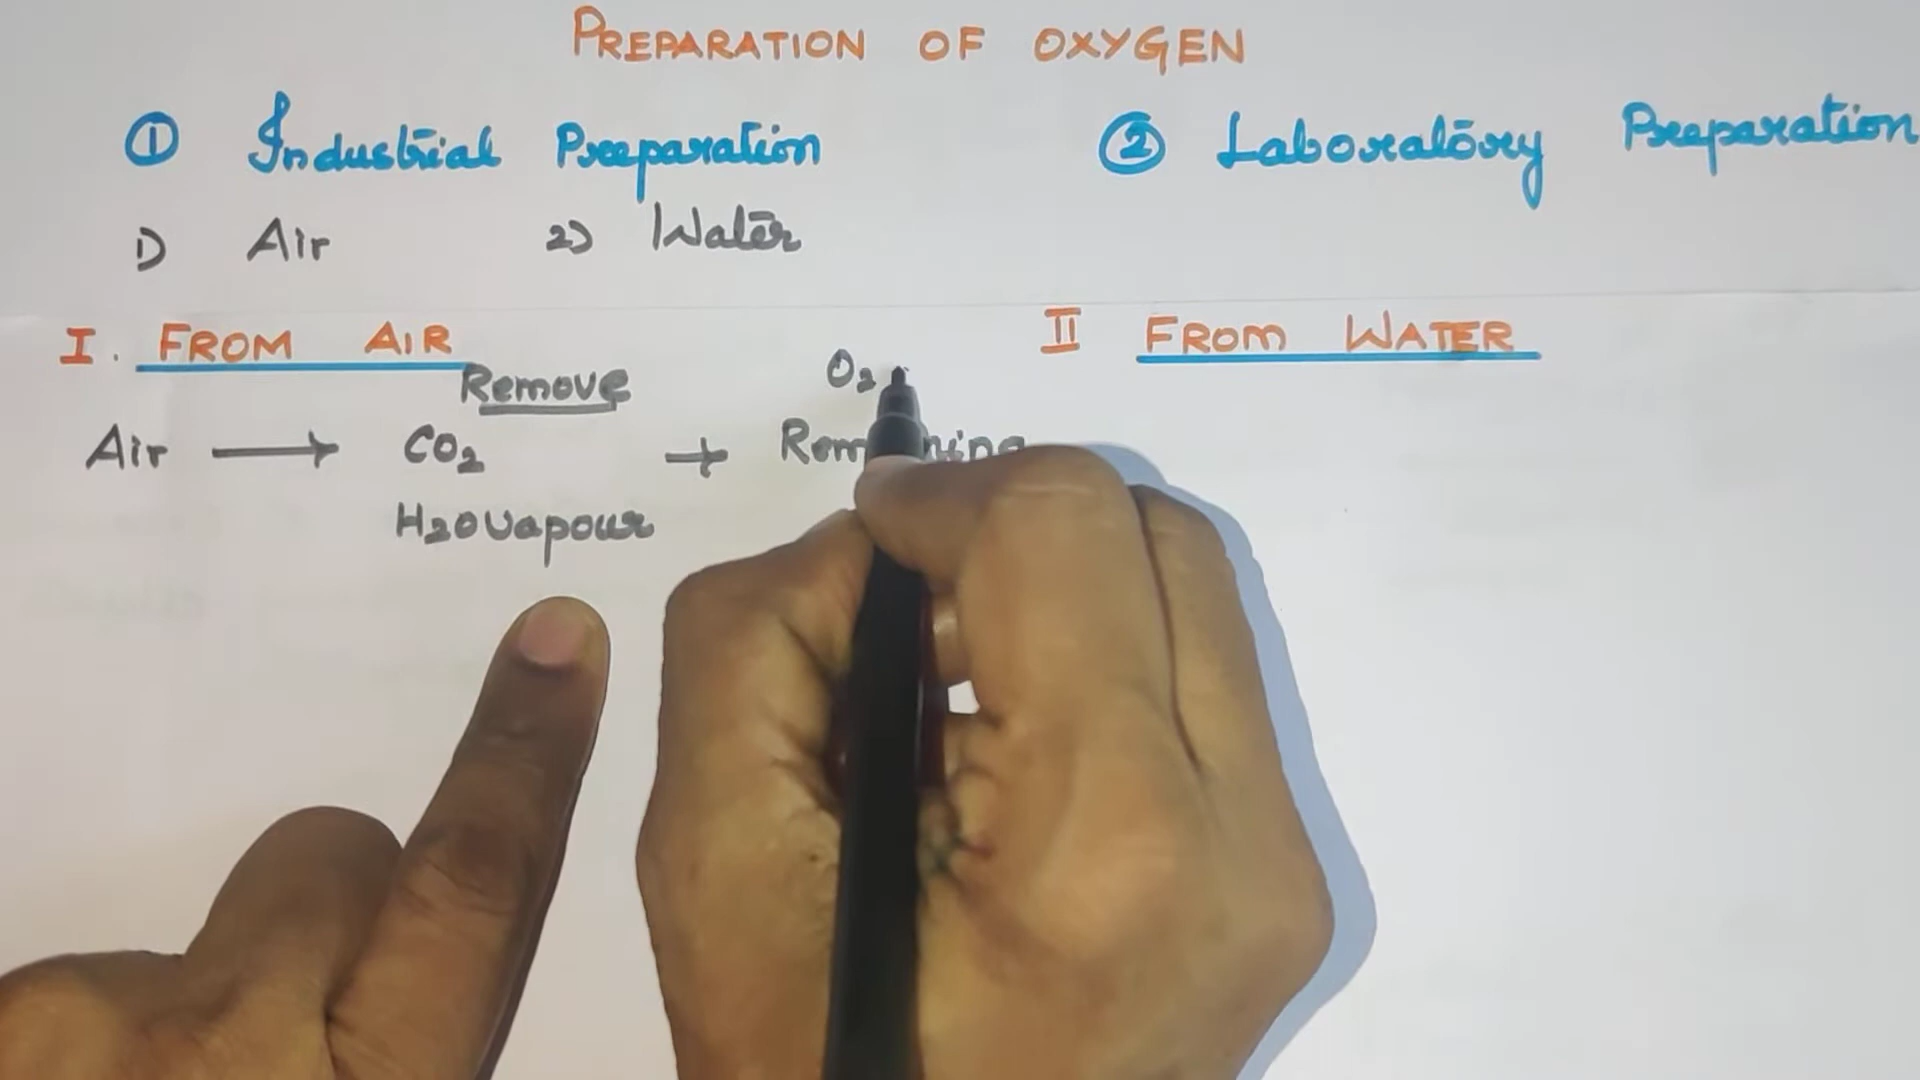 PREPARATION OF OXYGEN
① Industrial Preparation
② Laboratory Preparation
1) Air 2) Water
I. FROM AIR
II FROM WATER
Remove
O₂
Air → CO₂ +
H₂O Vapour